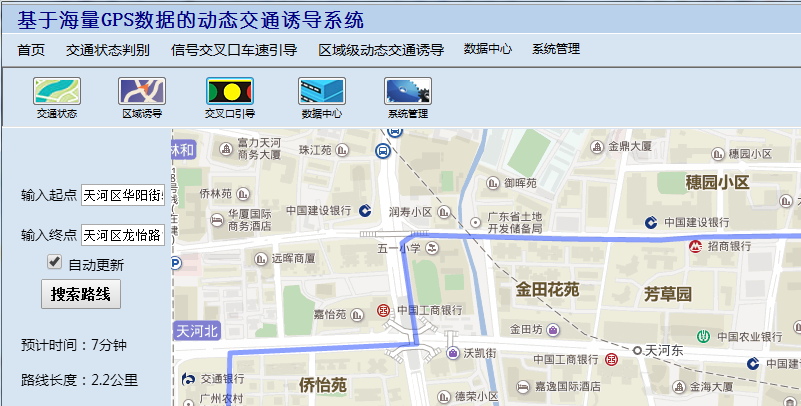 基于海量GPS数据的动态交通诱导系统
首页 交通状态判别 信号交叉口车速引导 区域级动态交通诱导 数据中心 系统管理
交通状态 区域诱导 交叉口引导 数据中心 系统管理
输入起点 天河区华阳街
输入终点 天河区龙怡路
自动更新
搜索路线
预计时间：7分钟
路线长度：2.2公里
林和
18号线(在建)
富力天河
商务大厦
珠江苑
金鼎大厦
穗园小区
穗园小区
侨林苑
御晖苑
华厦国际
商务酒店
中国建设银行
润寿小区
广东省土地
开发储备局
中国建设银行
五一小学
招商银行
远晖商厦
金田花苑
芳草园
嘉怡苑
中国工商银行
天河北
金田坊
中国农业银行
沃凯街
天河东
中国工商银行
中国建
交通银行
侨怡苑
嘉逸国际酒店
金海大厦
德荣小区
广州农村